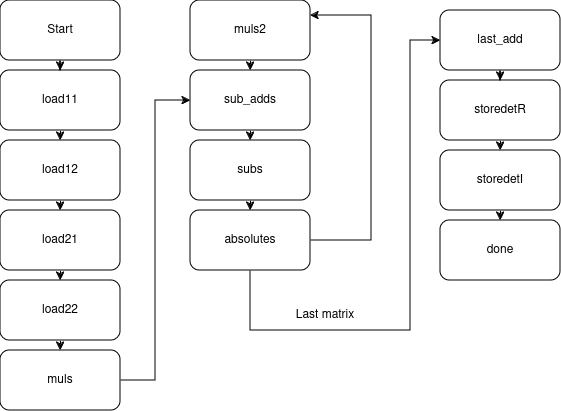 Start
load11
load12
load21
load22
muls
muls2
sub_adds
subs
absolutes
Last matrix
last_add
storedetR
storedetI
done